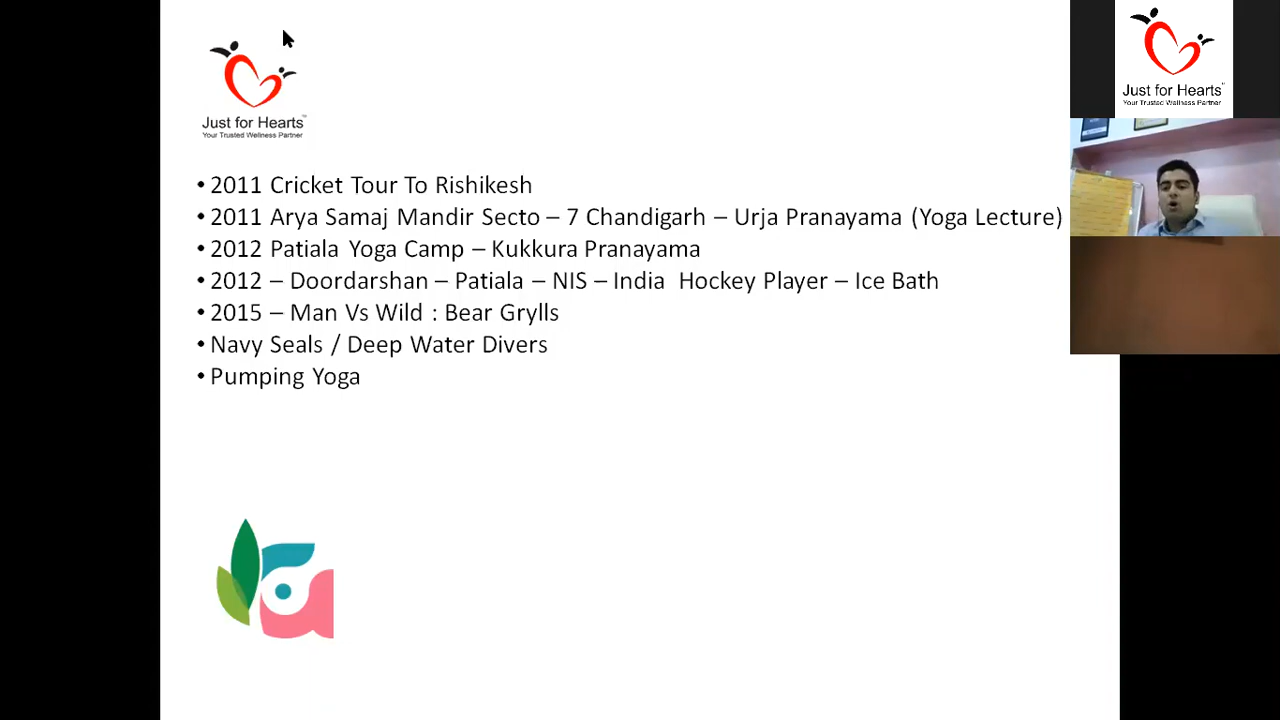 Just for Hearts™
Your Trusted Wellness Partner
• 2011 Cricket Tour To Rishikesh
• 2011 Arya Samaj Mandir Secto – 7 Chandigarh – Urja Pranayama (Yoga Lecture)
• 2012 Patiala Yoga Camp – Kukkura Pranayama
• 2012 – Doordarshan – Patiala – NIS – India Hockey Player – Ice Bath
• 2015 – Man Vs Wild : Bear Grylls
• Navy Seals / Deep Water Divers
• Pumping Yoga
Just for Hearts™
Your Trusted Wellness Partner